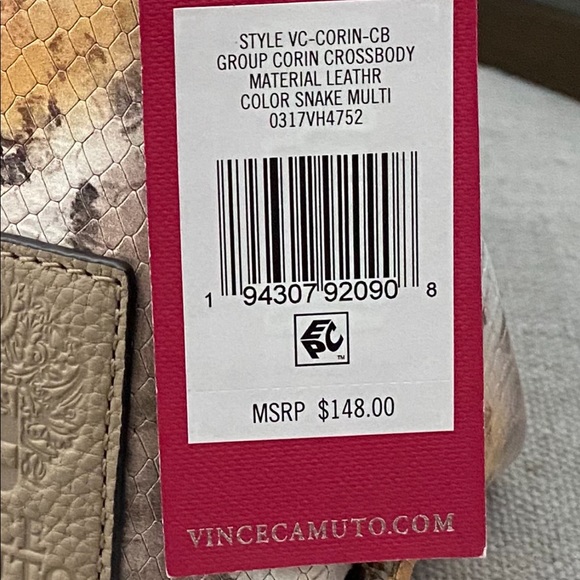 STYLE VC-CORIN-CB
GROUP CORIN CROSSBODY
MATERIAL LEATHR
COLOR SNAKE MULTI
0317VH4752
1 94307 92090 8
EPC TM
MSRP $148.00
VINCECAMUTO.COM